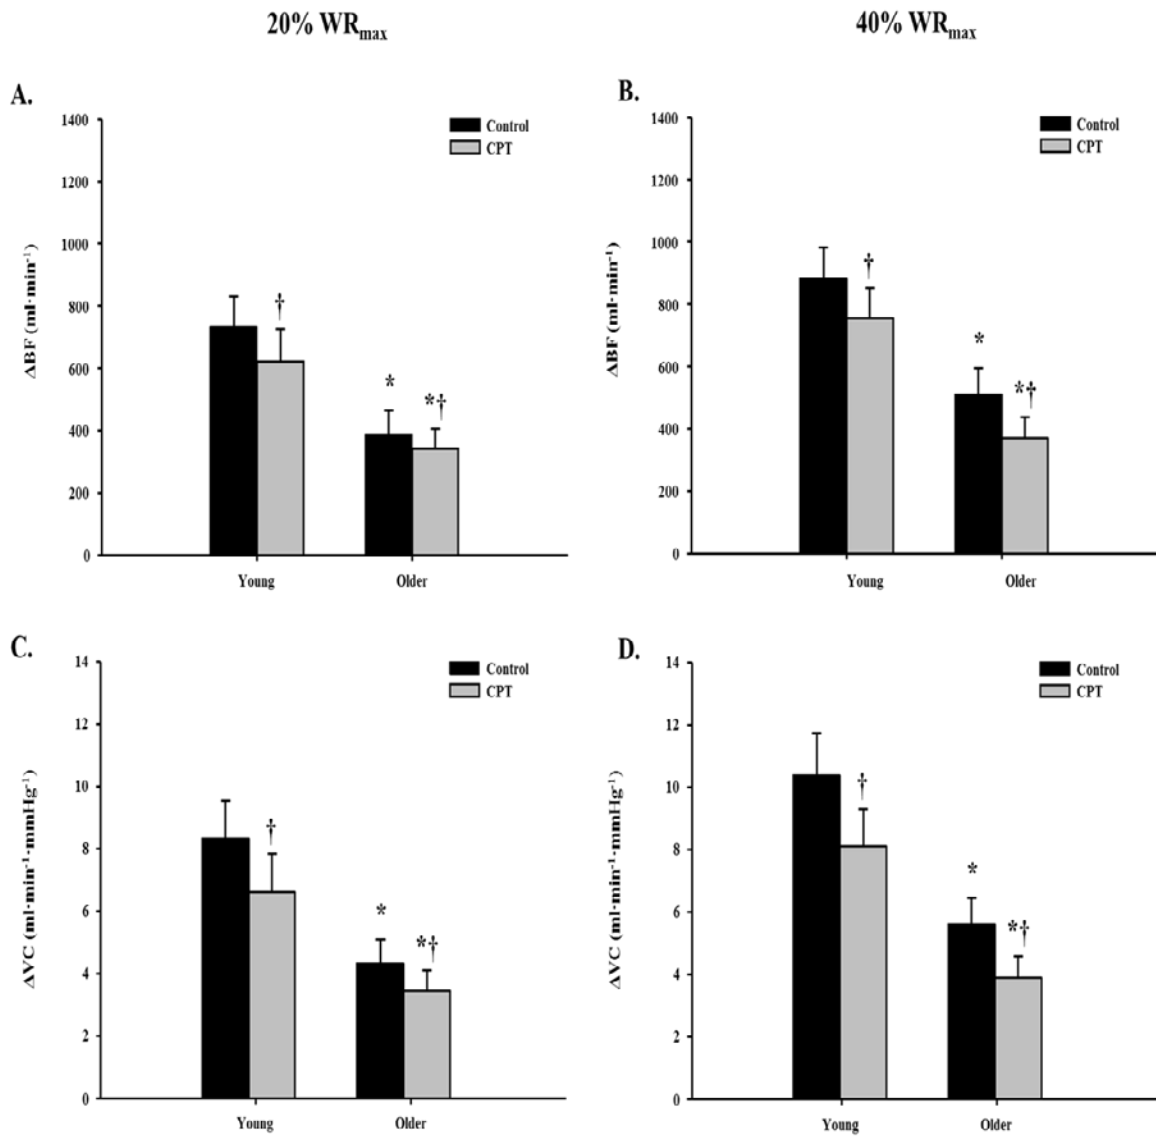 20% WRmax
40% WRmax
A.
1400
1200
1000
800
600
400
200
0
ΔBF (ml·min⁻¹)
Control
CPT
†
*
*†
Young
Older
B.
1400
1200
1000
800
600
400
200
0
ΔBF (ml·min⁻¹)
Control
CPT
†
*
*†
Young
Older
C.
14
12
10
8
6
4
2
0
ΔVC (ml·min⁻¹·mmHg⁻¹)
Control
CPT
†
*
*†
Young
Older
D.
14
12
10
8
6
4
2
0
ΔVC (ml·min⁻¹·mmHg⁻¹)
Control
CPT
†
*
*†
Young
Older